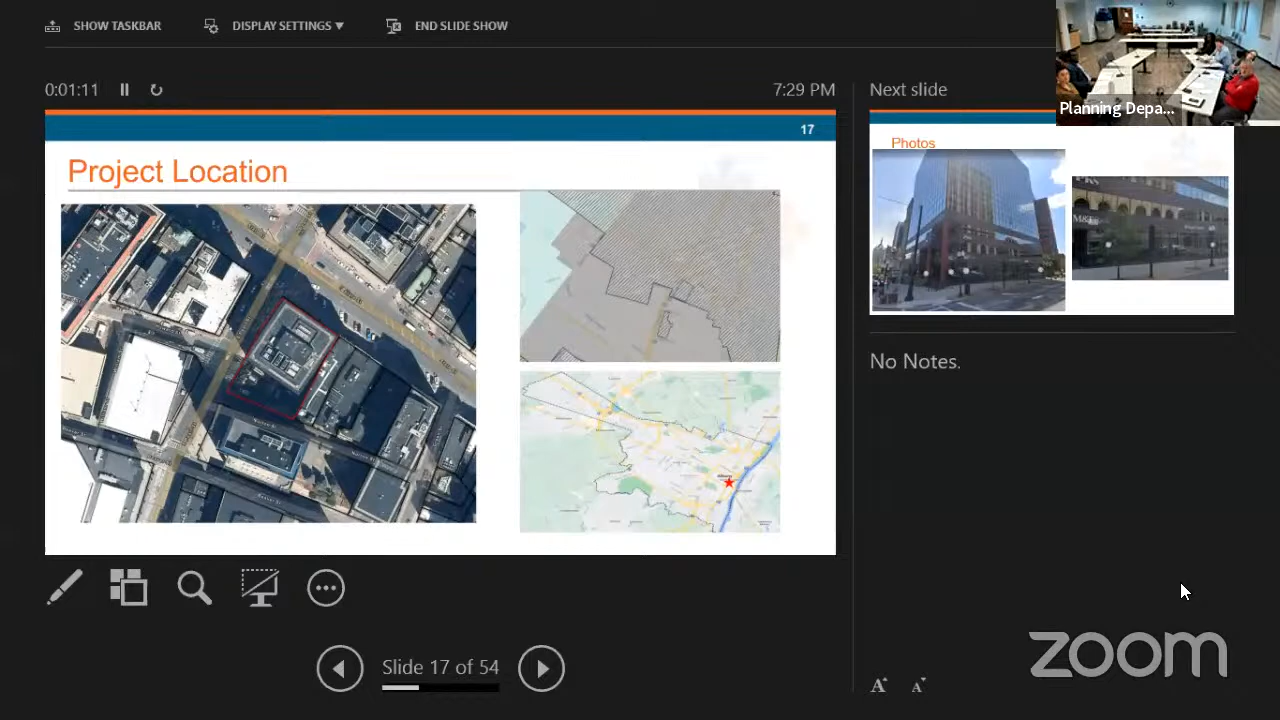 SHOW TASKBAR
DISPLAY SETTINGS ▼
END SLIDE SHOW
Planning Depa...
0:01:11
7:29 PM
Next slide
17
Project Location
Photos
M&T
No Notes.
Slide 17 of 54
zoom
A A